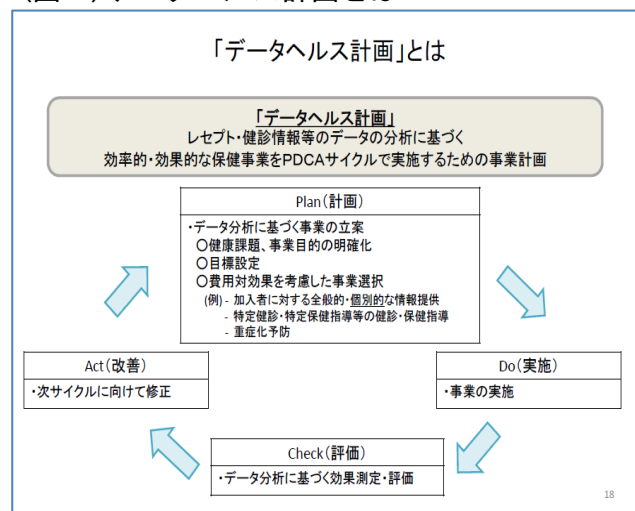 「データヘルス計画」とは
「データヘルス計画」
レセプト・健診情報等のデータの分析に基づく
効率的・効果的な保健事業をPDCAサイクルで実施するための事業計画
Plan(計画)
・データ分析に基づく事業の立案
○健康課題、事業目的の明確化
○目標設定
○費用対効果を考慮した事業選択
(例) - 加入者に対する全般的・個別的な情報提供
- 特定健診・特定保健指導等の健診・保健指導
- 重症化予防
Act(改善)
・次サイクルに向けて修正
Do(実施)
・事業の実施
Check(評価)
・データ分析に基づく効果測定・評価
18